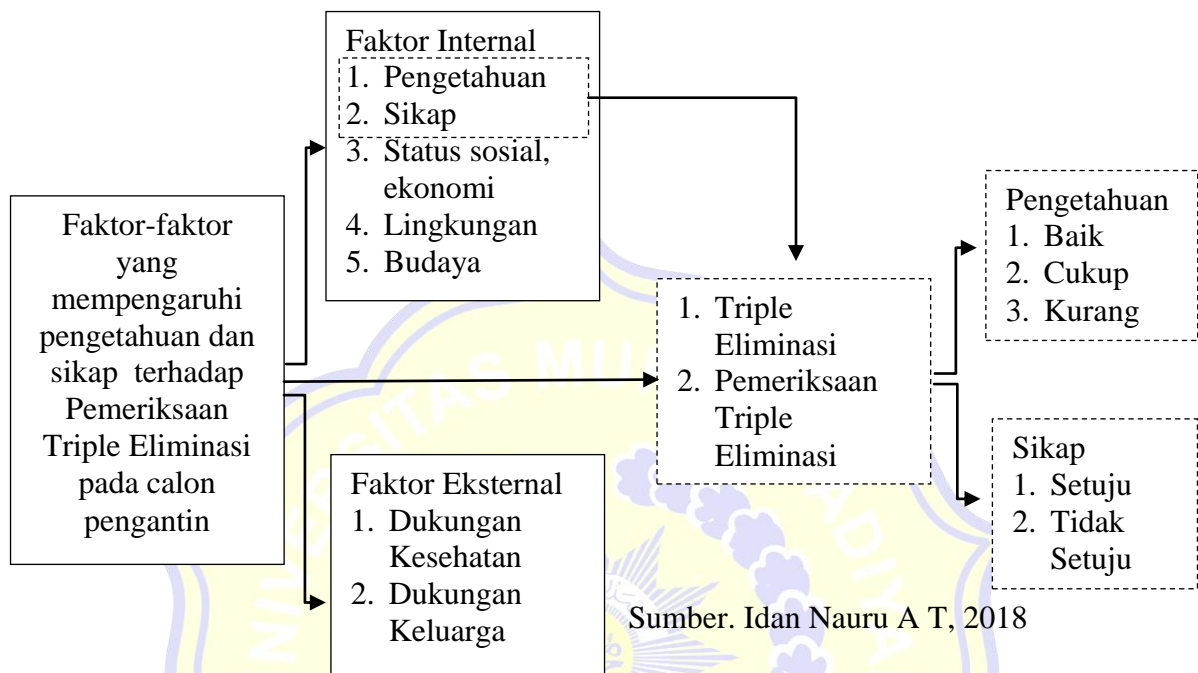 Faktor-faktor
yang
mempengaruhi
pengetahuan dan
sikap terhadap
Pemeriksaan
Triple Eliminasi
pada calon
pengantin
Faktor Internal
1. Pengetahuan
2. Sikap
3. Status sosial,
ekonomi
4. Lingkungan
5. Budaya
Faktor Eksternal
1. Dukungan
Kesehatan
2. Dukungan
Keluarga
1. Triple
Eliminasi
2. Pemeriksaan
Triple
Eliminasi
Pengetahuan
1. Baik
2. Cukup
3. Kurang
Sikap
1. Setuju
2. Tidak
Setuju
Sumber. Idan Nauru A T, 2018